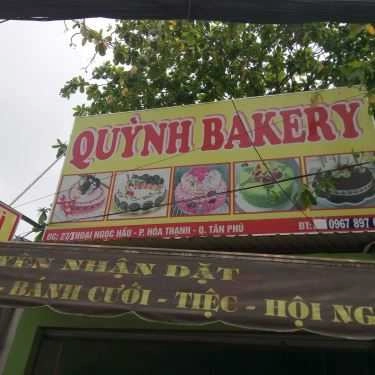 QUỲNH BAKERY
ĐC: 27/1 THOẠI NGỌC HẦU - P. HÒA THẠNH - Q. TÂN PHÚ
ĐT: 0967 897
NHẬN ĐẶT
- BÁNH CƯỚI - TIỆC - HỘI NG